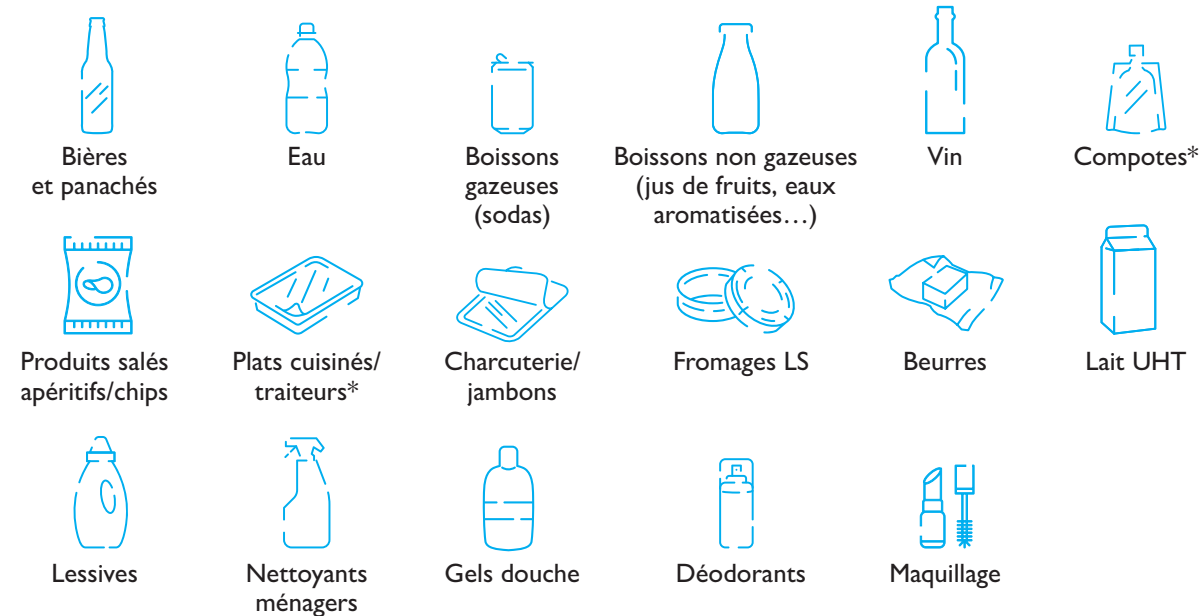 Bières
et panachés
Eau
Boissons
gazeuses
(sodas)
Boissons non gazeuses
(jus de fruits, eaux
aromatisées…)
Vin
Compotes*
Produits salés
apéritifs/chips
Plats cuisinés/
traiteurs*
Charcuterie/
jambons
Fromages LS
Beurres
Lait UHT
Lessives
Nettoyants
ménagers
Gels douche
Déodorants
Maquillage